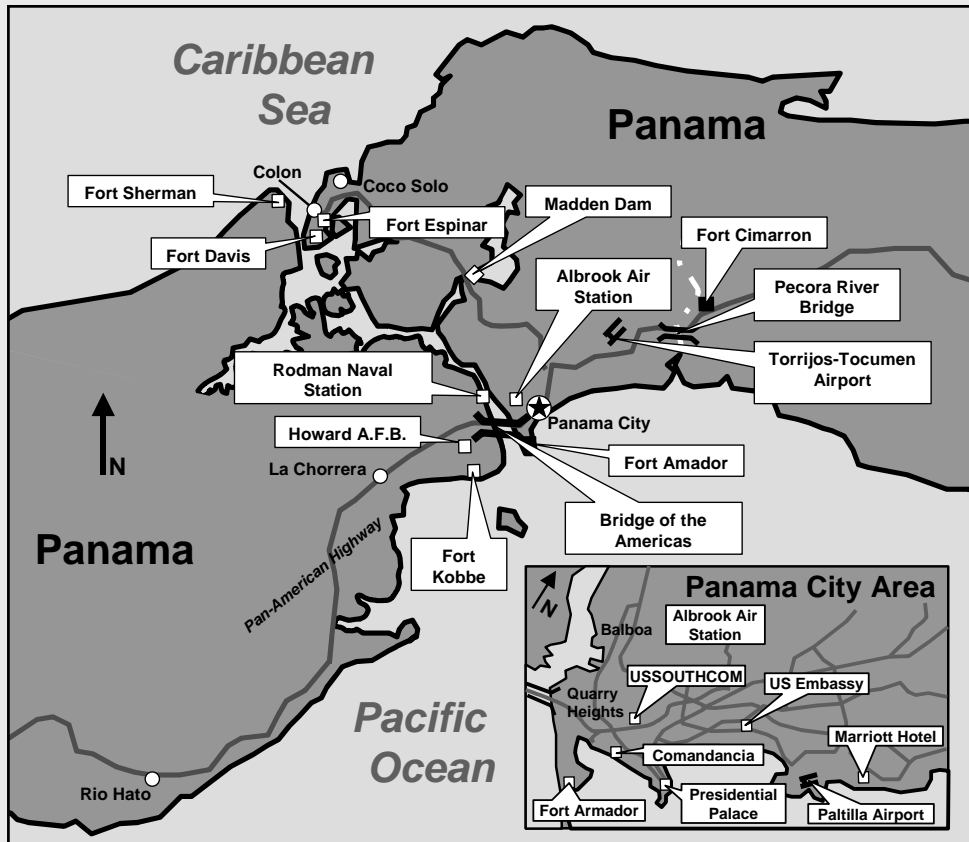 Caribbean
Sea
Panama
Colon
Coco Solo
Fort Sherman
Fort Espinar
Fort Davis
Madden Dam
Fort Cimarron
Albrook Air
Station
Pecora River
Bridge
Torrijos-Tocumen
Airport
Rodman Naval
Station
Panama City
Howard A.F.B.
Fort Amador
La Chorrera
N
Bridge of the
Americas
Panama
Fort
Kobbe
Pan-American Highway
Pacific
Ocean
Rio Hato
Panama City Area
N
Albrook Air
Station
Balboa
USSOUTHCOM
US Embassy
Quarry
Heights
Marriott Hotel
Comandancia
Fort Armador
Presidential
Palace
Paltilla Airport